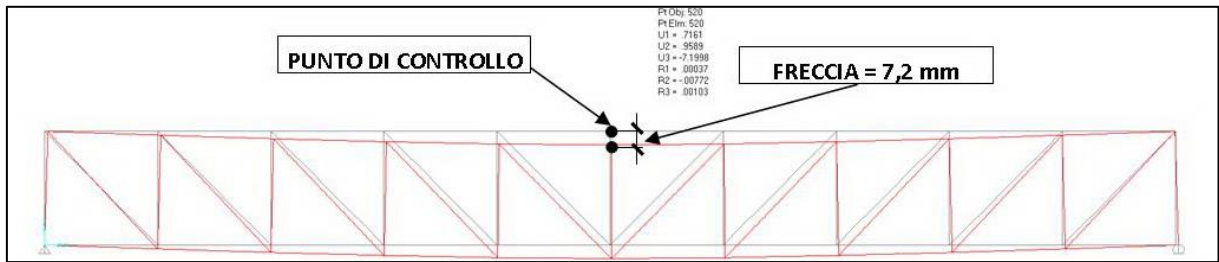 Pt Obj: 520
Pt Elm: 520
U1 = .7161
U2 = .9589
U3 = -7.1998
R1 = .00037
R2 = -.00772
R3 = .00103
PUNTO DI CONTROLLO
FRECCIA = 7,2 mm